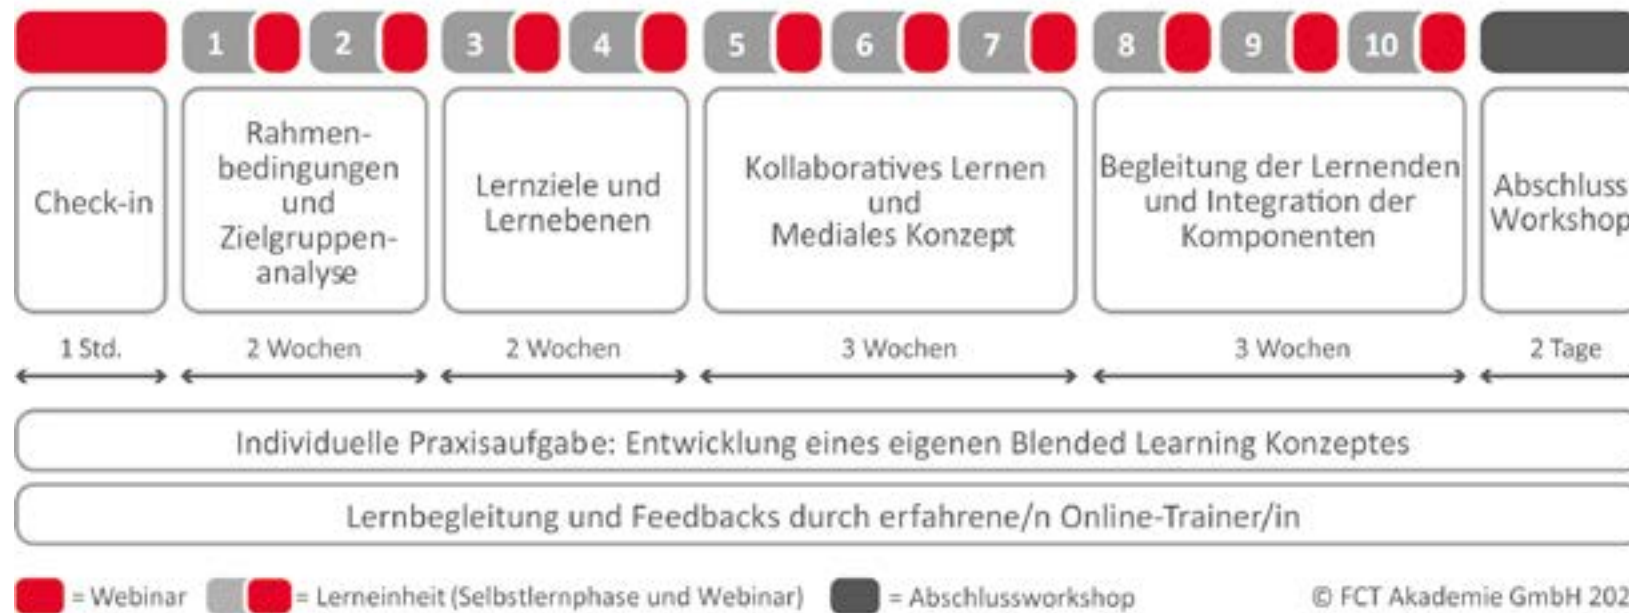 1 2 3 4 5 6 7 8 9 10
Check-in
Rahmen-
bedingungen
und
Zielgruppen-
analyse
Lernziele und
Lernebenen
Kollaboratives Lernen
und
Mediales Konzept
Begleitung der Lernenden
und Integration der
Komponenten
Abschluss
Workshop
1 Std.
2 Wochen
2 Wochen
3 Wochen
3 Wochen
2 Tage
Individuelle Praxisaufgabe: Entwicklung eines eigenen Blended Learning Konzeptes
Lernbegleitung und Feedbacks durch erfahrene/n Online-Trainer/in
= Webinar
= Lerneinheit (Selbstlernphase und Webinar)
= Abschlussworkshop
© FCT Akademie GmbH 202